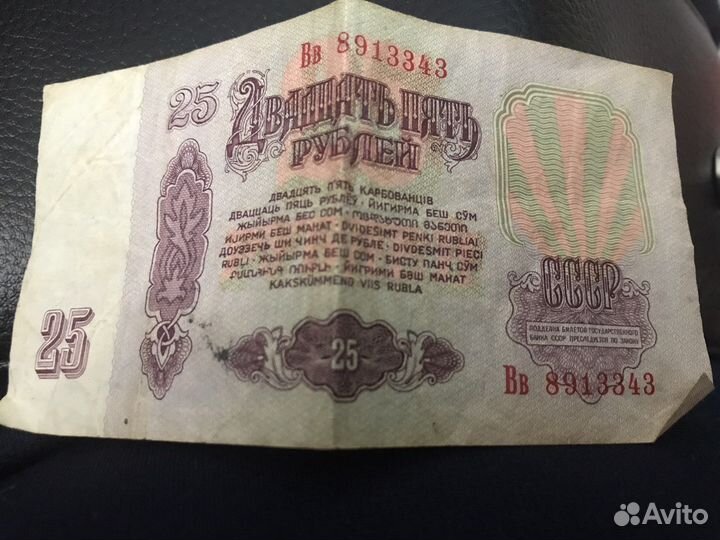 Вв 8913343
25
Двадцать пять
рублей
ДВАДЦЯТЬ П'ЯТЬ КАРБОВАНЦІВ
ДВАЦЦАЦЬ ПЯЦЬ РУБЛЁЎ · ЙИГИРМА БЕШ СЎМ
ЖЫЙЫРМА БЕС СОМ · ᲝᲪᲓᲐᲮᲣᲗᲘ ᲛᲐᲜᲔᲗᲘ
ИЈИРМИ БЕШ МАНАТ · DVIDEŠIMT PENKI RUBLIAI
ДОУЭЗЕЧЬ ШИ ЧИНЧ ДЕ РУБЛЕ · DIVDESMIT PIECI
RUBĻI · ЖЫЙЫРМА БЕШ СОМ · БИСТУ ПАНҶ СӮМ
ՔՍԱՆՀԻՆԳ ՌՈՒԲԼԻ · ЙИГРИМИ БӘШ МАНАТ
KAKSKÜMMEND VIIS RUBLA
25
25
СССР
ПОДДЕЛКА БИЛЕТОВ ГОСУДАРСТВЕННОГО
БАНКА СССР ПРЕСЛЕДУЕТСЯ ПО ЗАКОНУ
Вв 8913343
Avito